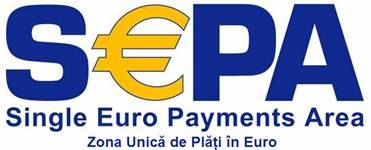 S€PA
Single Euro Payments Area
Zona Unică de Plăți în Euro